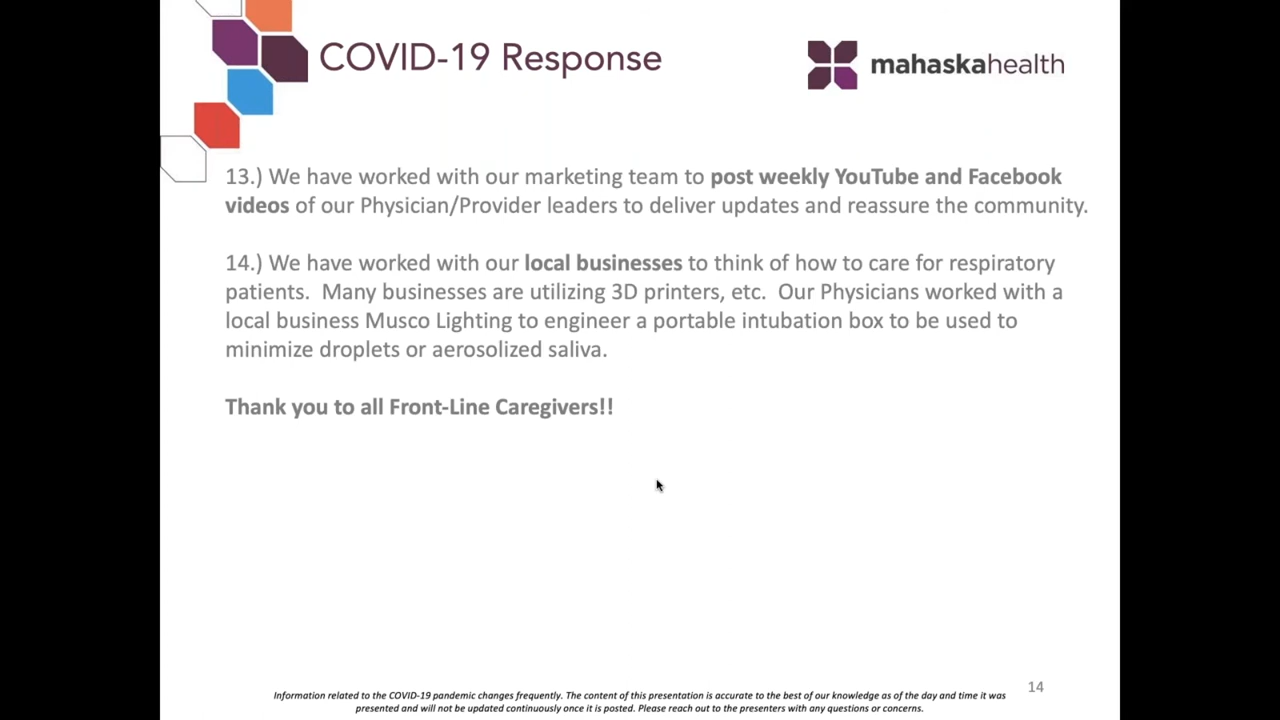 COVID-19 Response
mahaskahealth
13.) We have worked with our marketing team to post weekly YouTube and Facebook
videos of our Physician/Provider leaders to deliver updates and reassure the community.
14.) We have worked with our local businesses to think of how to care for respiratory
patients.  Many businesses are utilizing 3D printers, etc.  Our Physicians worked with a
local business Musco Lighting to engineer a portable intubation box to be used to
minimize droplets or aerosolized saliva.
Thank you to all Front-Line Caregivers!!
14
Information related to the COVID-19 pandemic changes frequently. The content of this presentation is accurate to the best of our knowledge as of the day and time it was
presented and will not be updated continuously once it is posted. Please reach out to the presenters with any questions or concerns.